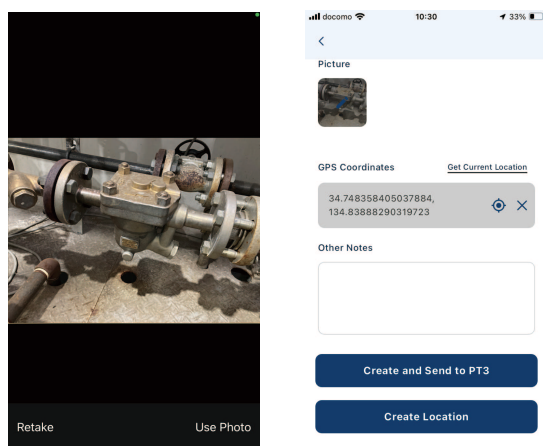 Retake
Use Photo
docomo
10:30
33%
Picture
GPS Coordinates
Get Current Location
34.748358405037884,
134.83888290319723
Other Notes
Create and Send to PT3
Create Location